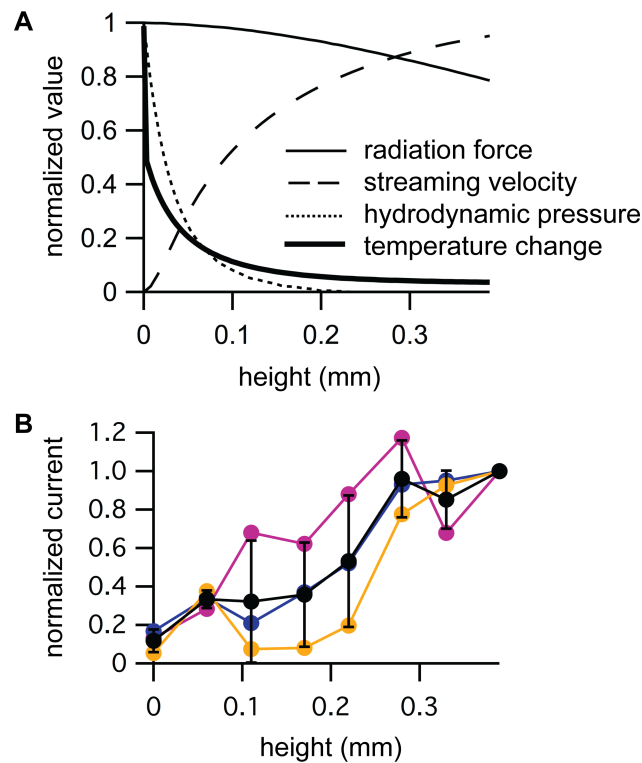 A
normalized value
1
0.8
0.6
0.4
0.2
0
radiation force
streaming velocity
hydrodynamic pressure
temperature change
0 0.1 0.2 0.3
height (mm)
B
normalized current
1.2
1.0
0.8
0.6
0.4
0.2
0
0 0.1 0.2 0.3
height (mm)